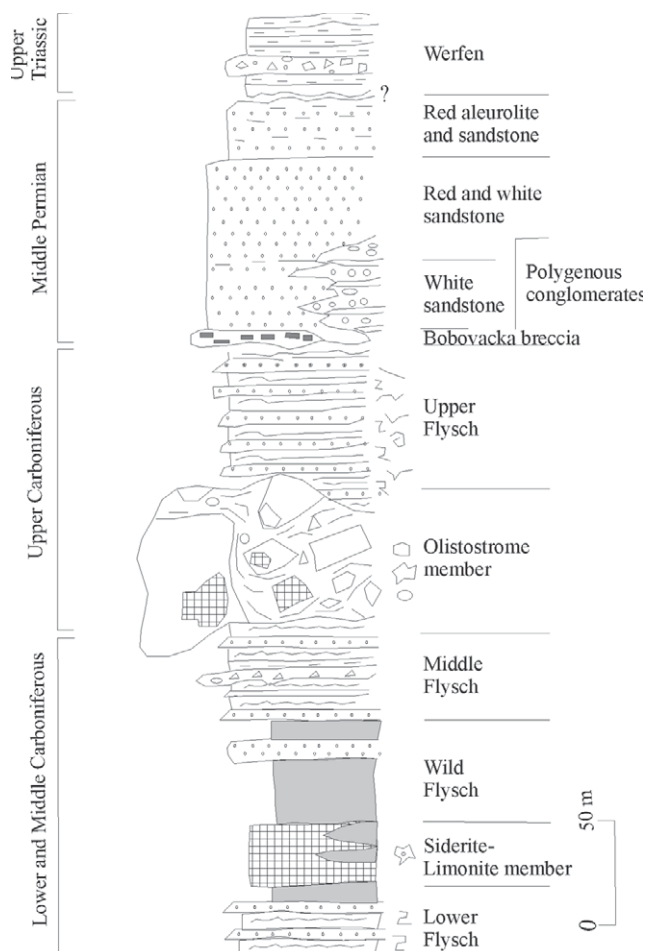 Upper
Triassic
Middle Permian
Upper Carboniferous
Lower and Middle Carboniferous
?
Werfen
Red aleurolite
and sandstone
Red and white
sandstone
White
sandstone
Polygenous
conglomerates
Bobovacka breccia
Upper
Flysch
Olistostrome
member
Middle
Flysch
Wild
Flysch
Siderite-
Limonite member
Lower
Flysch
50 m
0